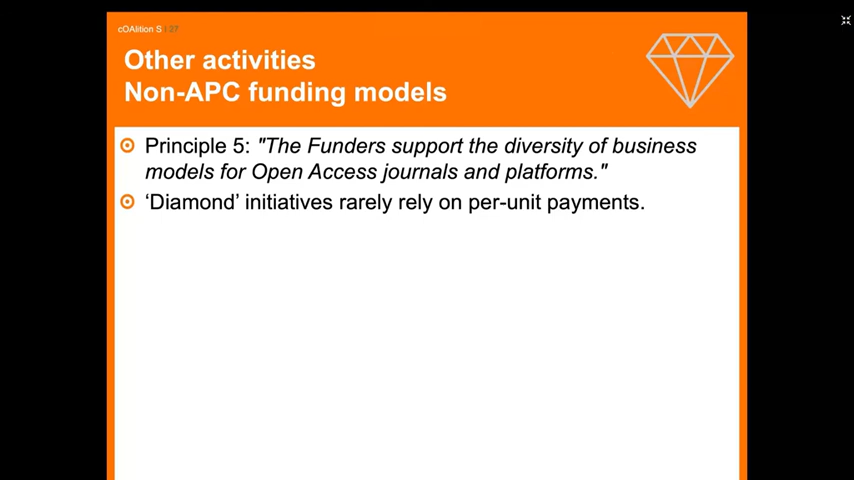 cOAlition S | 27
Other activities
Non-APC funding models
Principle 5: "The Funders support the diversity of business
models for Open Access journals and platforms."
‘Diamond’ initiatives rarely rely on per-unit payments.